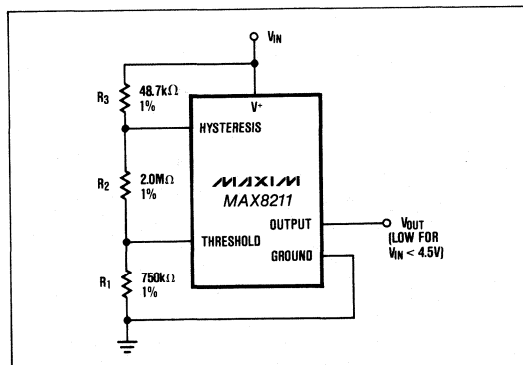 VIN
R3
48.7kΩ
1%
V+
HYSTERESIS
R2
2.0MΩ
1%
MAXIM
MAX8211
OUTPUT
VOUT
(LOW FOR
VIN < 4.5V)
THRESHOLD
GROUND
R1
750kΩ
1%